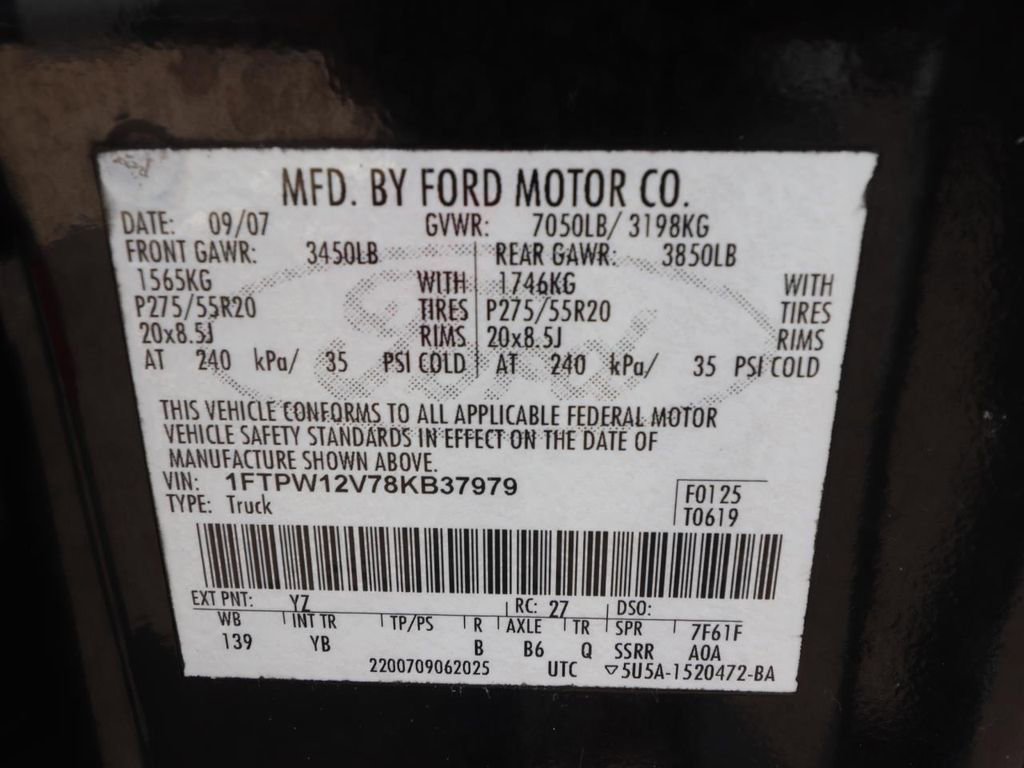 MFD. BY FORD MOTOR CO.
DATE: 09/07 GVWR: 7050LB/ 3198KG
FRONT GAWR: 3450LB REAR GAWR: 3850LB
1565KG WITH 1746KG WITH
P275/55R20 TIRES P275/55R20 TIRES
20x8.5J RIMS 20x8.5J RIMS
AT 240 kPa/ 35 PSI COLD AT 240 kPa/ 35 PSI COLD
Ford
THIS VEHICLE CONFORMS TO ALL APPLICABLE FEDERAL MOTOR
VEHICLE SAFETY STANDARDS IN EFFECT ON THE DATE OF
MANUFACTURE SHOWN ABOVE.
VIN: 1FTPW12V78KB37979
TYPE: Truck
F0125
T0619
EXT PNT: YZ RC: 27 DSO:
WB INT TR TP/PS R AXLE TR SPR 7F61F
139 YB B B6 Q SSRR A0A
2200709062025 UTC ▽5U5A-1520472-BA